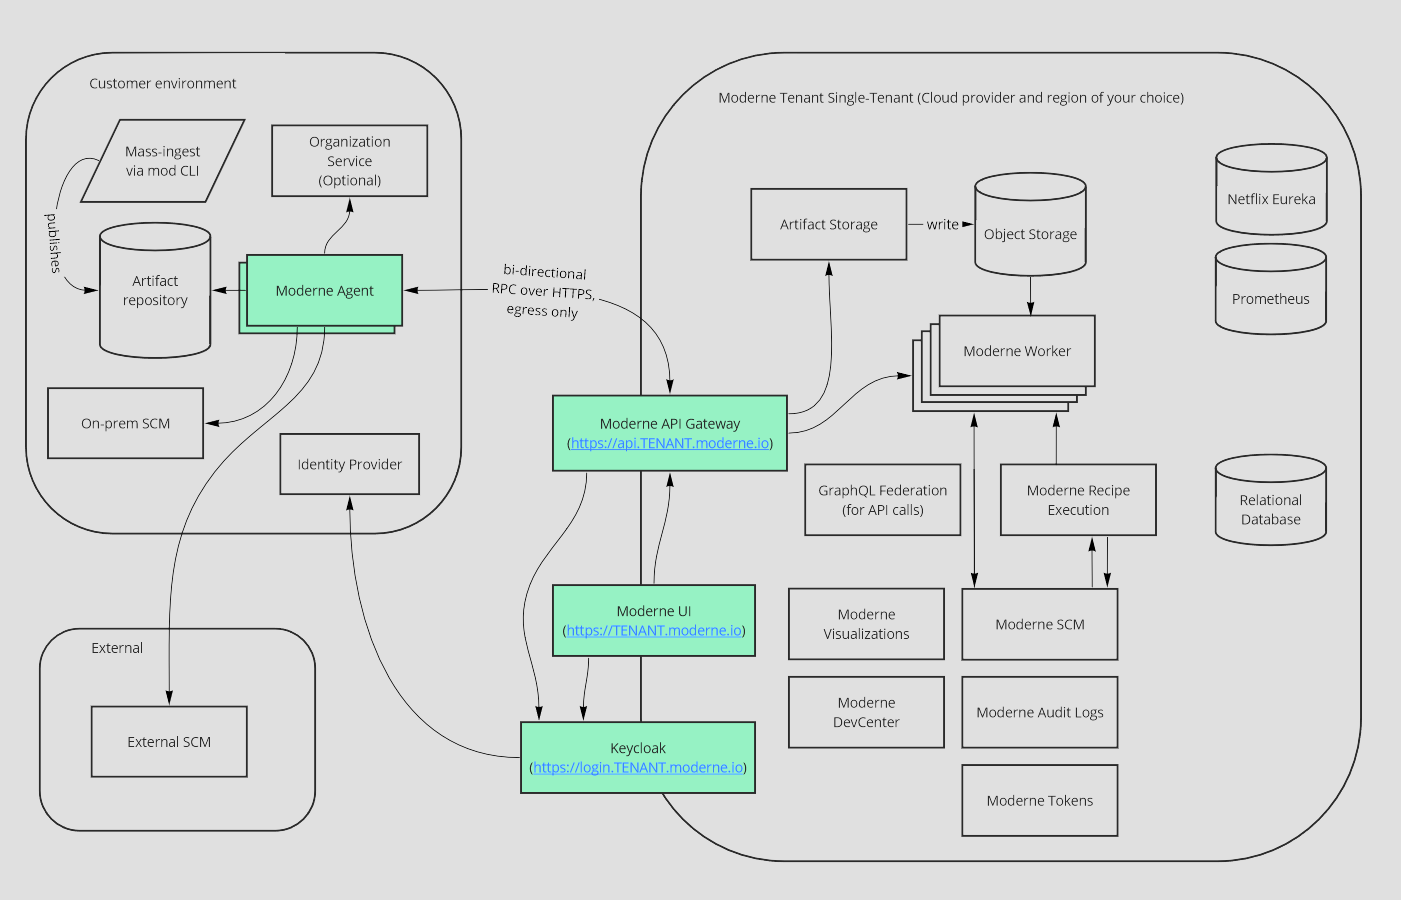 Customer environment
Mass-ingest
via mod CLI
Organization
Service
(Optional)
publishes
Artifact
repository
Moderne Agent
On-prem SCM
Identity Provider
External
External SCM
bi-directional
RPC over HTTPS,
egress only
Moderne Tenant Single-Tenant (Cloud provider and region of your choice)
Artifact Storage
write
Object Storage
Netflix Eureka
Prometheus
Moderne Worker
Moderne API Gateway
(https://api.TENANT.moderne.io)
GraphQL Federation
(for API calls)
Moderne Recipe
Execution
Relational
Database
Moderne UI
(https://TENANT.moderne.io)
Moderne
Visualizations
Moderne SCM
Moderne
DevCenter
Moderne Audit Logs
Keycloak
(https://login.TENANT.moderne.io)
Moderne Tokens